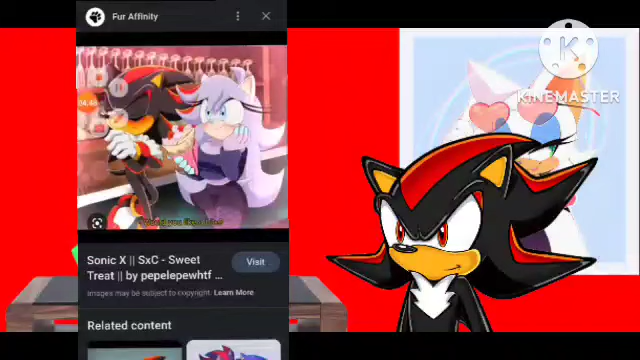 Fur Affinity
KINEMASTER
Sonic X || SxC - Sweet
Treat || by pepelepewhtf ...
Visit
Images may be subject to copyright. Learn More
Related content